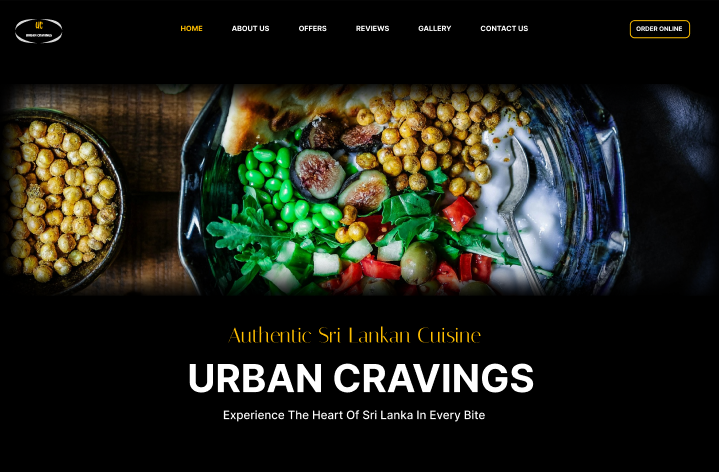 URBAN CRAVINGS
HOME ABOUT US OFFERS REVIEWS GALLERY CONTACT US
ORDER ONLINE
Authentic Sri Lankan Cuisine
URBAN CRAVINGS
Experience The Heart Of Sri Lanka In Every Bite